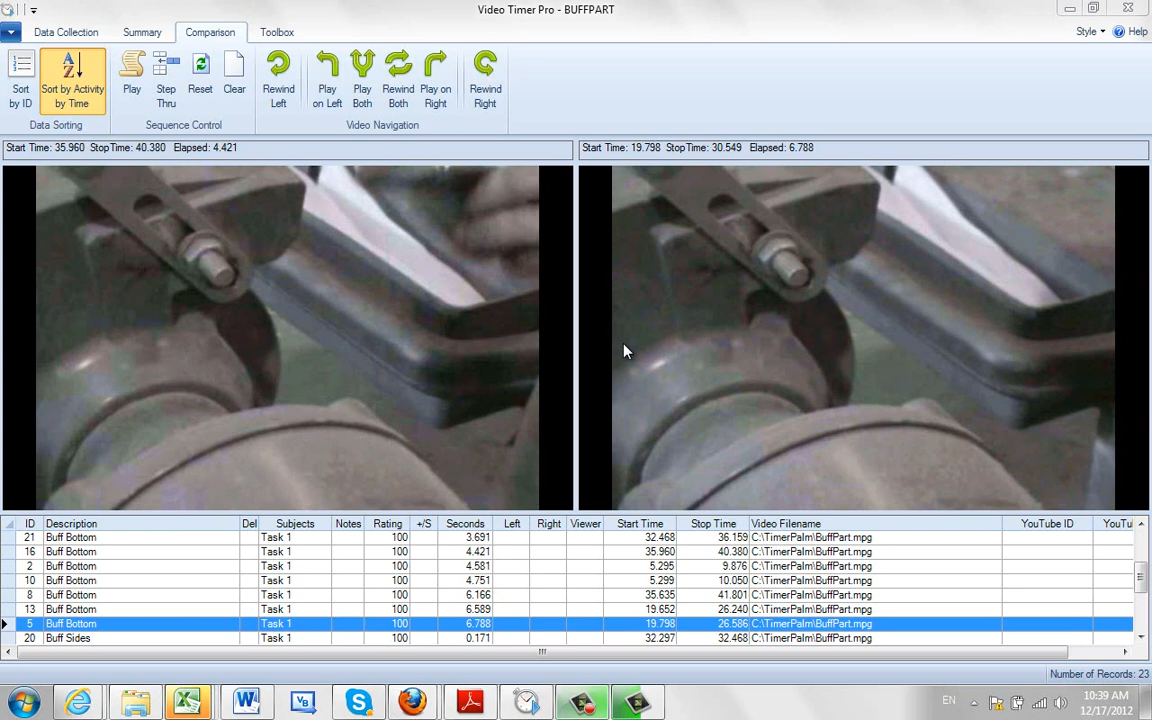 Video Timer Pro - BUFFPART
Data Collection Summary Comparison Toolbox Style Help
Sort by ID
Sort by Activity by Time
Play
Step Thru
Reset
Clear
Rewind Left
Play on Left
Play Both
Rewind Both
Play on Right
Rewind Right
Data Sorting Sequence Control Video Navigation
Start Time: 35.960 StopTime: 40.380 Elapsed: 4.421
Start Time: 19.798 StopTime: 30.549 Elapsed: 6.788
ID Description Del Subjects Notes Rating +/S Seconds Left Right Viewer Start Time Stop Time Video Filename YouTube ID YouTu
21 Buff Bottom Task 1 100 3.691 32.468 36.159 C:\TimerPalm\BuffPart.mpg
16 Buff Bottom Task 1 100 4.421 35.960 40.380 C:\TimerPalm\BuffPart.mpg
2 Buff Bottom Task 1 100 4.581 5.295 9.876 C:\TimerPalm\BuffPart.mpg
10 Buff Bottom Task 1 100 4.751 5.299 10.050 C:\TimerPalm\BuffPart.mpg
8 Buff Bottom Task 1 100 6.166 35.635 41.801 C:\TimerPalm\BuffPart.mpg
13 Buff Bottom Task 1 100 6.589 19.652 26.240 C:\TimerPalm\BuffPart.mpg
5 Buff Bottom Task 1 100 6.788 19.798 26.586 C:\TimerPalm\BuffPart.mpg
20 Buff Sides Task 1 100 0.171 32.297 32.468 C:\TimerPalm\BuffPart.mpg
Number of Records: 23
EN 10:39 AM
12/17/2012